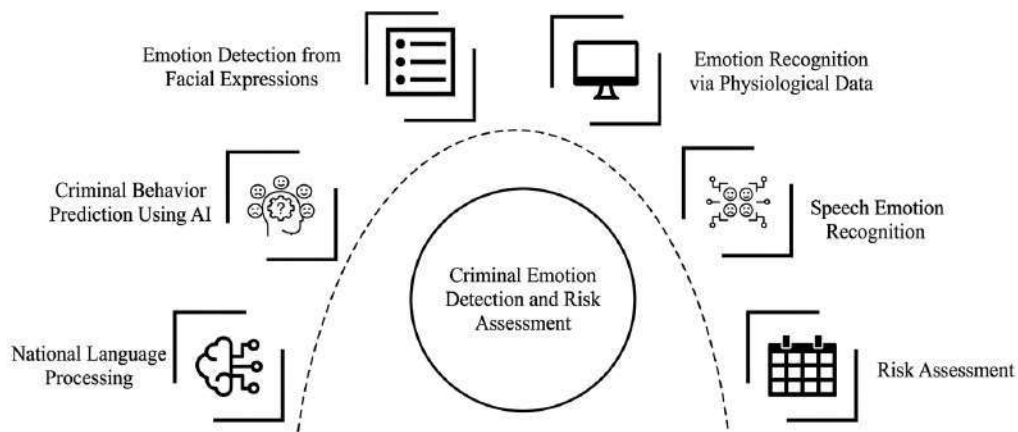 Emotion Detection from
Facial Expressions
Emotion Recognition
via Physiological Data
Criminal Behavior
Prediction Using AI
Speech Emotion
Recognition
Criminal Emotion
Detection and Risk
Assessment
National Language
Processing
Risk Assessment
?